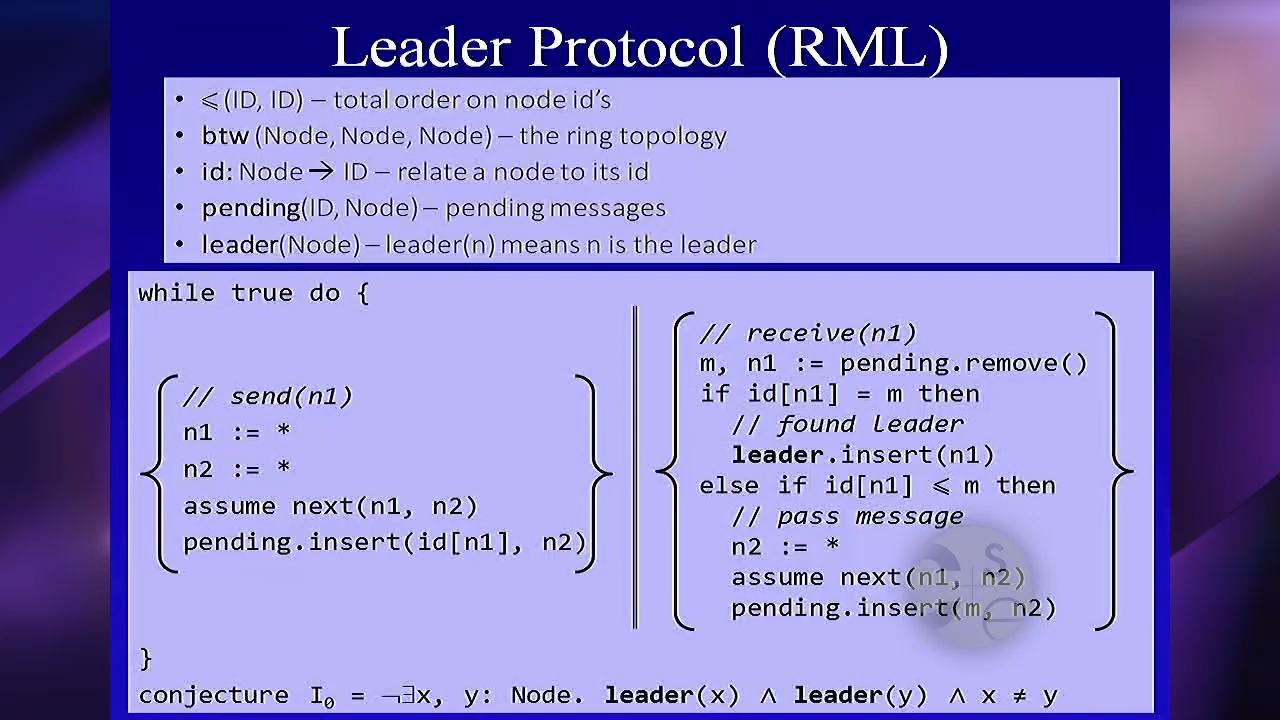 Leader Protocol (RML)
• ⩽(ID, ID) – total order on node id's
• btw (Node, Node, Node) – the ring topology
• id: Node → ID – relate a node to its id
• pending(ID, Node) – pending messages
• leader(Node) – leader(n) means n is the leader
while true do {
// send(n1)
n1 := *
n2 := *
assume next(n1, n2)
pending.insert(id[n1], n2)
// receive(n1)
m, n1 := pending.remove()
if id[n1] = m then
// found leader
leader.insert(n1)
else if id[n1] ⩽ m then
// pass message
n2 := *
assume next(n1, n2)
pending.insert(m, n2)
}
conjecture I₀ = ¬∃x, y: Node. leader(x) ∧ leader(y) ∧ x ≠ y